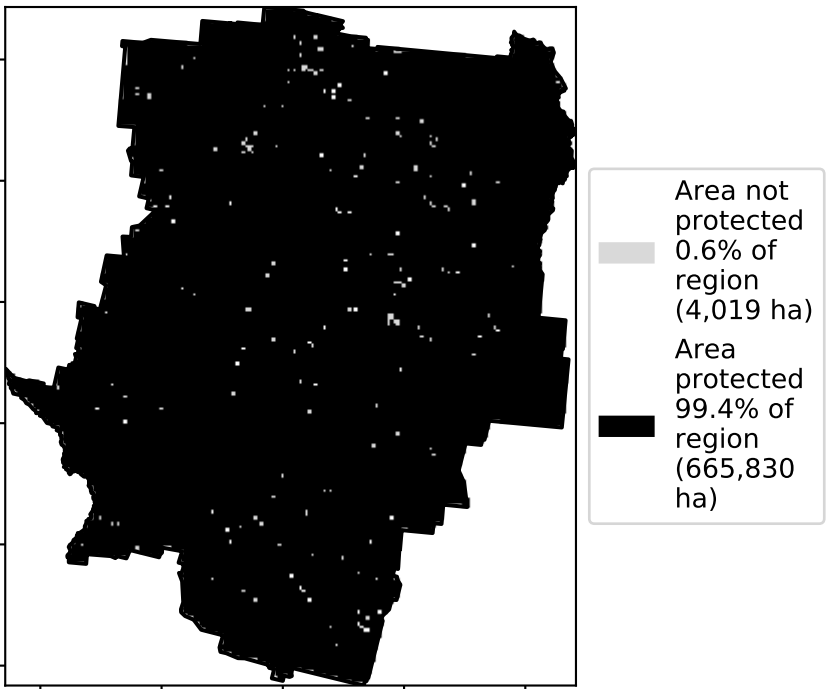 Area not
protected
0.6% of
region
(4,019 ha)
Area
protected
99.4% of
region
(665,830
ha)